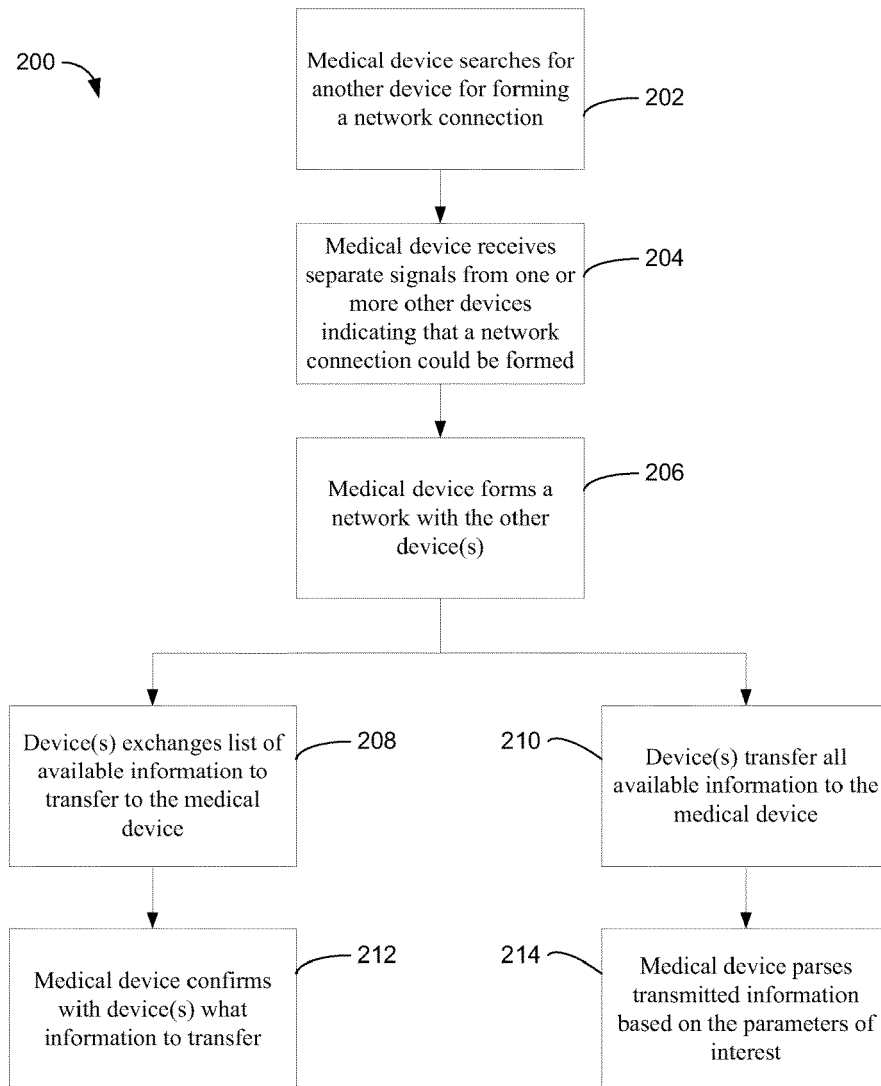 200
Medical device searches for
another device for forming
a network connection
202
Medical device receives
separate signals from one or
more other devices
indicating that a network
connection could be formed
204
Medical device forms a
network with the other
device(s)
206
Device(s) exchanges list of
available information to
transfer to the medical
device
208
210
Device(s) transfer all
available information to the
medical device
Medical device confirms
with device(s) what
information to transfer
212
214
Medical device parses
transmitted information
based on the parameters of
interest